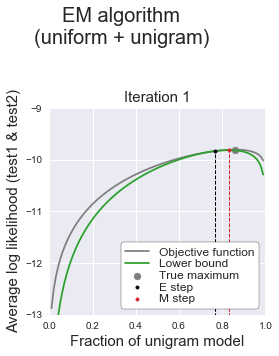 EM algorithm
(uniform + unigram)
Iteration 1
Average log likelihood (test1 & test2)
−9
−10
−11
−12
−13
Objective function
Lower bound
True maximum
E step
M step
0.0 0.2 0.4 0.6 0.8 1.0
Fraction of unigram model